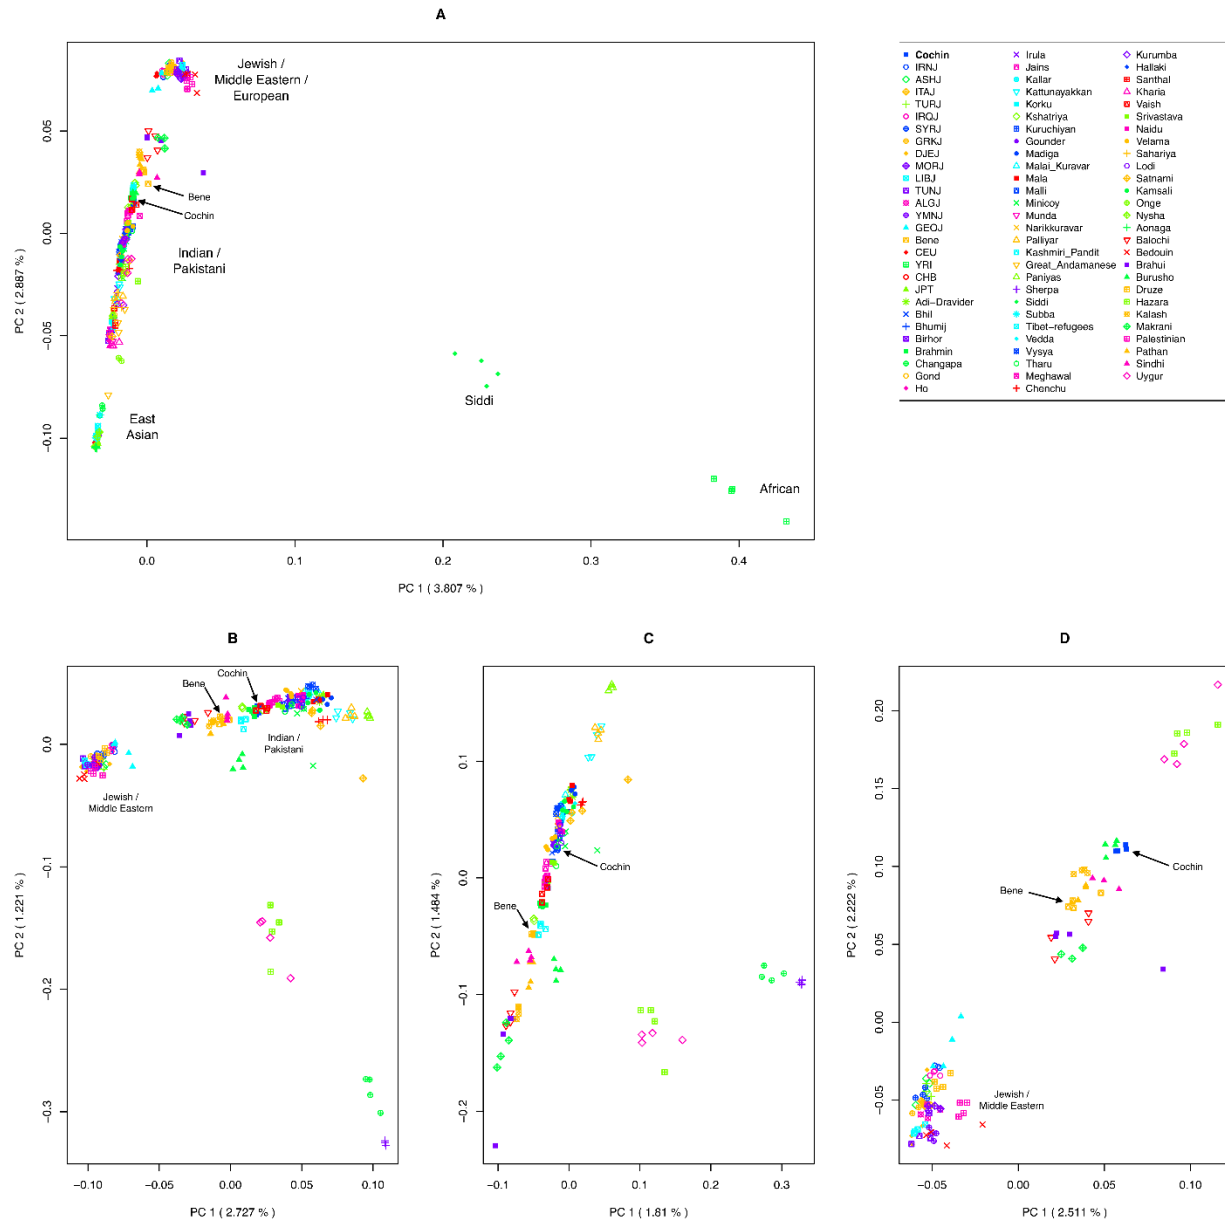 A
Jewish /
Middle Eastern /
European
Bene
Cochin
Indian /
Pakistani
East
Asian
Siddi
African
0.05
0.00
−0.05
−0.10
PC 2 ( 2.887 % )
0.0
0.1
0.2
0.3
0.4
PC 1 ( 3.807 % )
Cochin
IRNJ
ASHJ
ITAJ
TURJ
IRQJ
SYRJ
GRKJ
DJEJ
MORJ
LIBJ
TUNJ
ALGJ
YMNJ
GEOJ
Bene
CEU
YRI
CHB
JPT
Adi-Dravider
Bhil
Bhumij
Birhor
Brahmin
Changapa
Gond
Ho
Irula
Jains
Kallar
Kattunayakkan
Korku
Kshatriya
Kuruchiyan
Gounder
Madiga
Malai_Kuravar
Mala
Malli
Minicoy
Munda
Narikkuravar
Palliyar
Kashmiri_Pandit
Great_Andamanese
Paniyas
Sherpa
Siddi
Subba
Tibet-refugees
Vedda
Vysya
Tharu
Meghawal
Chenchu
Kurumba
Hallaki
Santhal
Kharia
Vaish
Srivastava
Naidu
Velama
Sahariya
Lodi
Satnami
Kamsali
Onge
Nysha
Aonaga
Balochi
Bedouin
Brahui
Burusho
Druze
Hazara
Kalash
Makrani
Palestinian
Pathan
Sindhi
Uygur
B
Cochin
Bene
Indian /
Pakistani
Jewish /
Middle Eastern
0.0
−0.1
−0.2
−0.3
PC 2 ( 1.221 % )
−0.10
−0.05
0.00
0.05
0.10
PC 1 ( 2.727 % )
C
Cochin
Bene
0.1
0.0
−0.1
−0.2
PC 2 ( 1.484 % )
−0.1
0.0
0.1
0.2
0.3
PC 1 ( 1.81 % )
D
Cochin
Bene
Jewish /
Middle Eastern
0.20
0.15
0.10
0.05
0.00
−0.05
PC 2 ( 2.222 % )
−0.05
0.00
0.05
0.10
PC 1 ( 2.511 % )